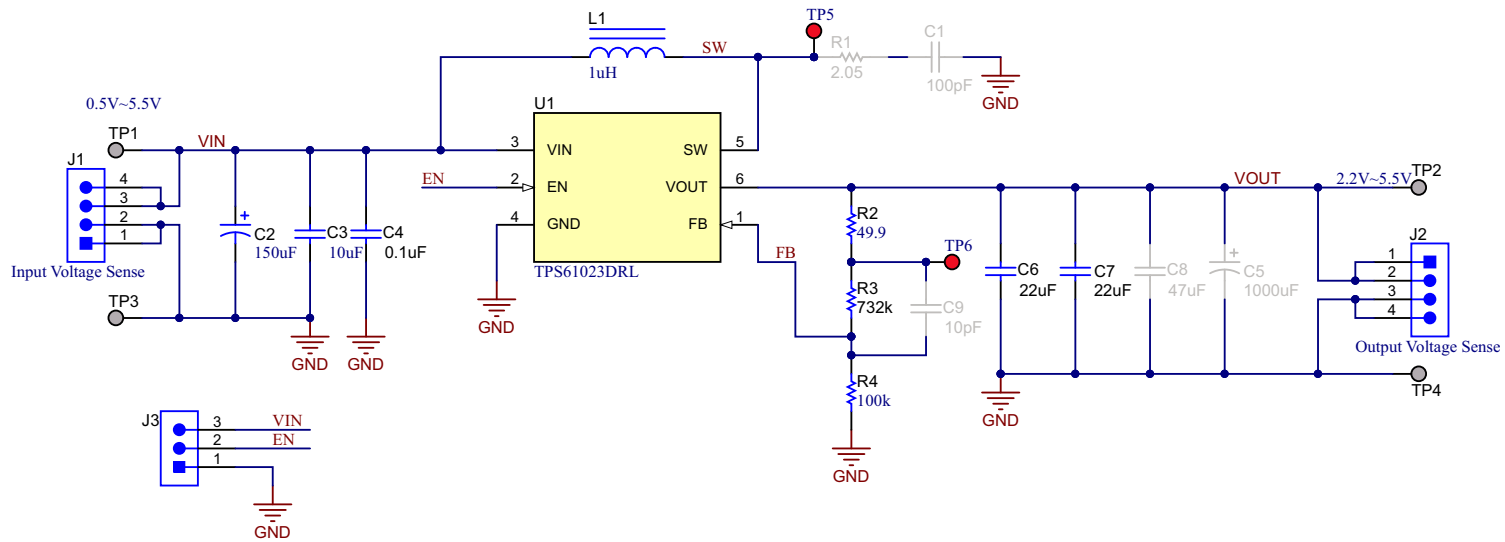 L1
1uH
SW
TP5
R1
2.05
C1
100pF
GND
0.5V~5.5V
TP1
VIN
J1
4
3
2
1
Input Voltage Sense
TP3
C2
150uF
C3
10uF
C4
0.1uF
GND
GND
U1
3
VIN
SW
5
EN
2
EN
VOUT
6
4
GND
FB
1
TPS61023DRL
GND
FB
R2
49.9
TP6
R3
732k
C9
10pF
R4
100k
GND
C6
22uF
C7
22uF
C8
47uF
C5
1000uF
GND
VOUT
2.2V~5.5V
TP2
J2
1
2
3
4
Output Voltage Sense
TP4
J3
3
VIN
2
EN
1
GND